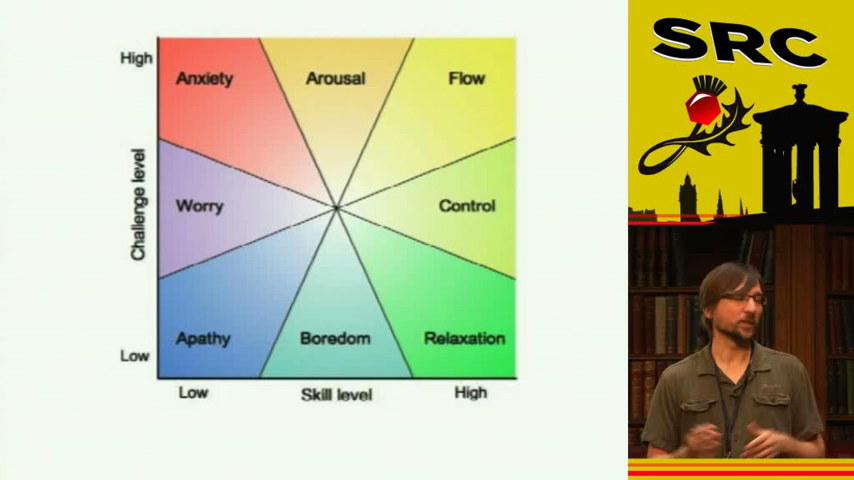 SRC
High
Anxiety
Arousal
Flow
Challenge level
Worry
Control
Apathy
Boredom
Relaxation
Low
Low
Skill level
High